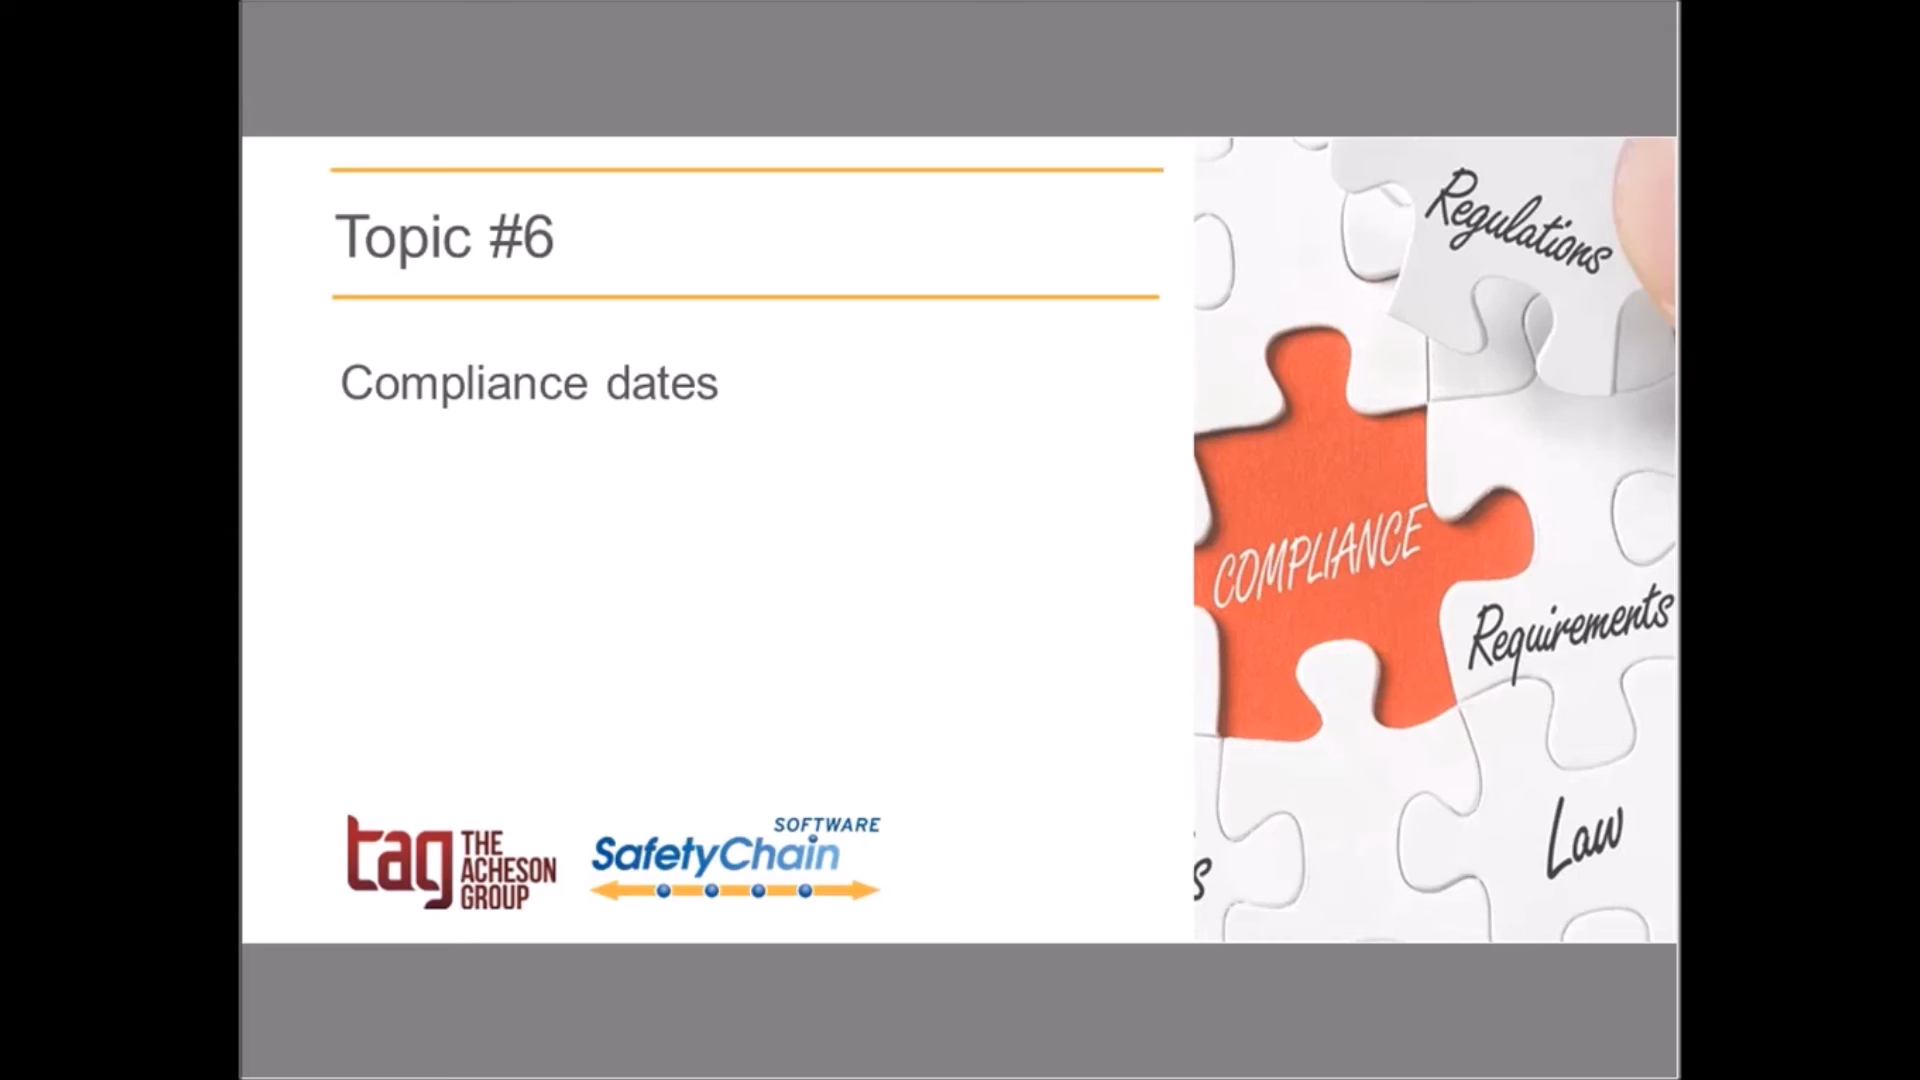 Topic #6
Compliance dates
tag THE ACHESON GROUP
SOFTWARE
SafetyChain
Regulations
COMPLIANCE
Requirements
Law
s